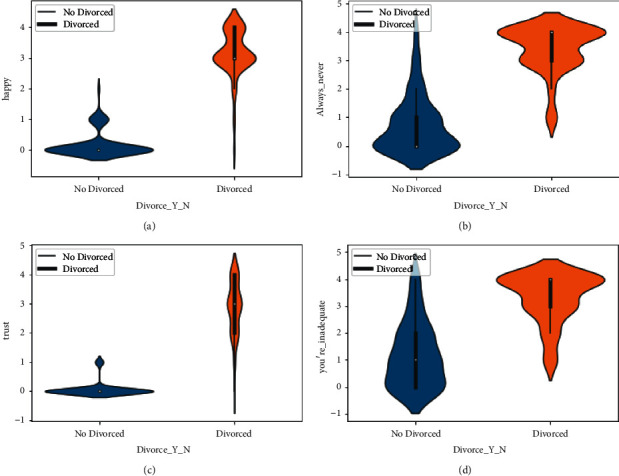 No Divorced
Divorced
4
3
2
1
0
happy
No Divorced
Divorced
Divorce_Y_N
(a)
No Divorced
Divorced
5
4
3
2
1
0
−1
Always_never
No Divorced
Divorced
Divorce_Y_N
(b)
No Divorced
Divorced
5
4
3
2
1
0
−1
trust
No Divorced
Divorced
Divorce_Y_N
(c)
No Divorced
Divorced
5
4
3
2
1
0
−1
you're_inadequate
No Divorced
Divorced
Divorce_Y_N
(d)